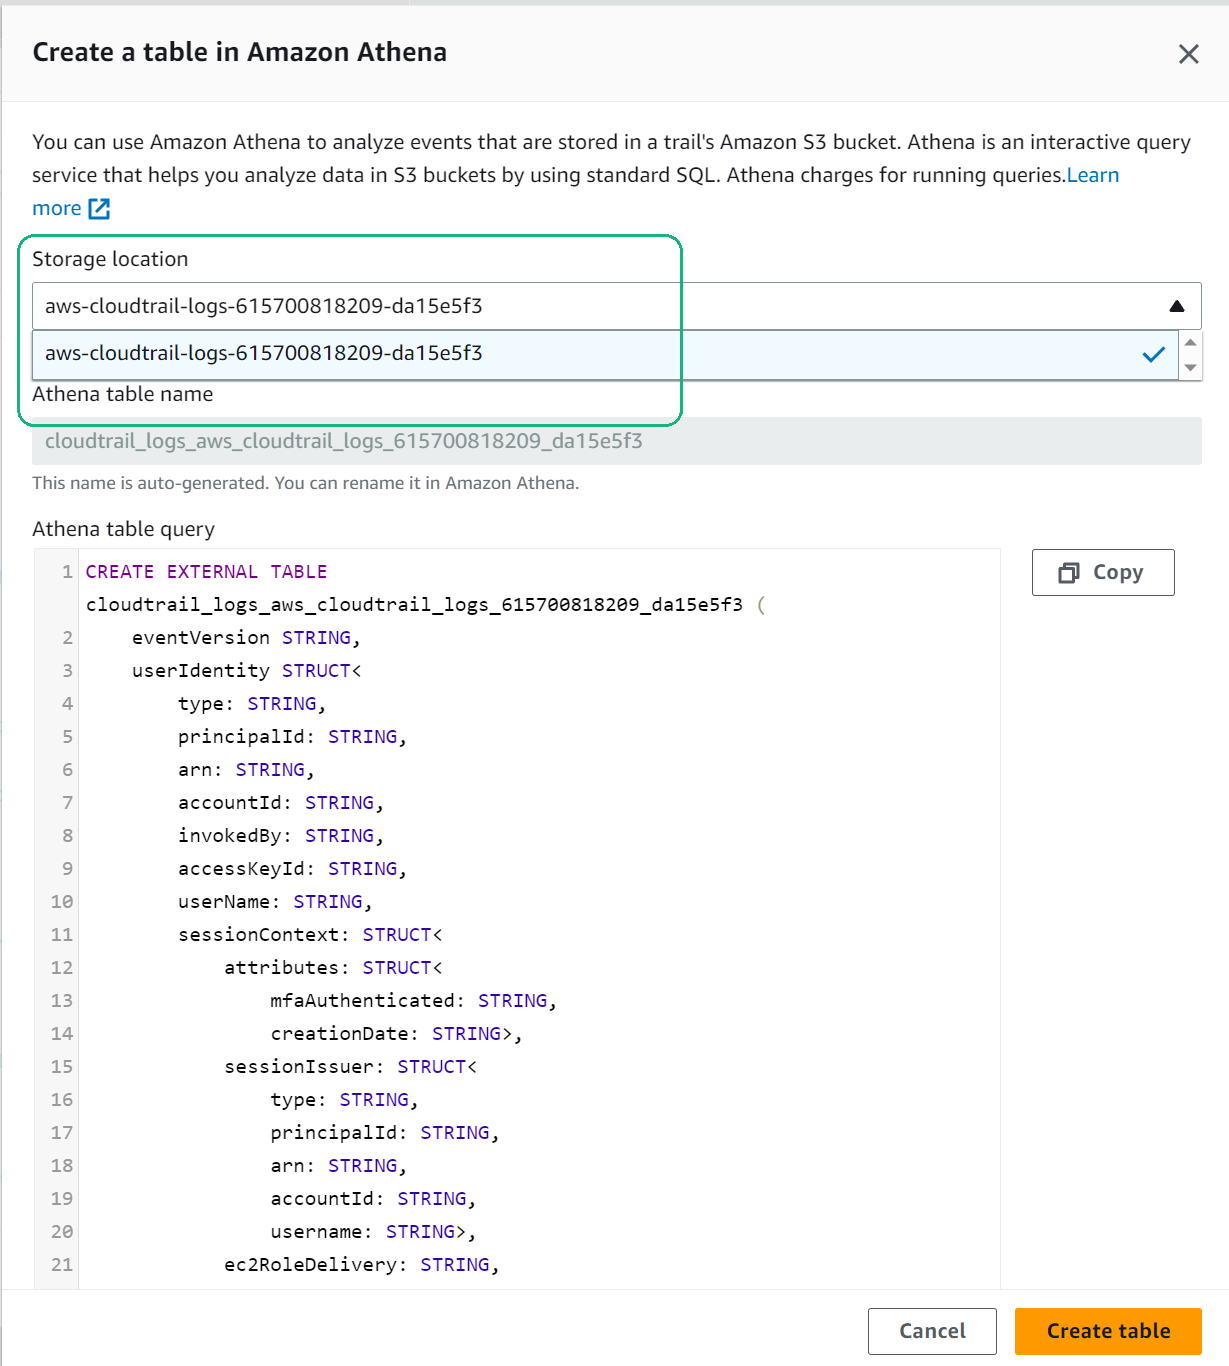 Create a table in Amazon Athena
You can use Amazon Athena to analyze events that are stored in a trail's Amazon S3 bucket. Athena is an interactive query
service that helps you analyze data in S3 buckets by using standard SQL. Athena charges for running queries.Learn
more
Storage location
aws-cloudtrail-logs-615700818209-da15e5f3
aws-cloudtrail-logs-615700818209-da15e5f3
Athena table name
cloudtrail_logs_aws_cloudtrail_logs_615700818209_da15e5f3
This name is auto-generated. You can rename it in Amazon Athena.
Athena table query
Copy
1 CREATE EXTERNAL TABLE
cloudtrail_logs_aws_cloudtrail_logs_615700818209_da15e5f3 (
2 eventVersion STRING,
3 userIdentity STRUCT<
4 type: STRING,
5 principalId: STRING,
6 arn: STRING,
7 accountId: STRING,
8 invokedBy: STRING,
9 accessKeyId: STRING,
10 userName: STRING,
11 sessionContext: STRUCT<
12 attributes: STRUCT<
13 mfaAuthenticated: STRING,
14 creationDate: STRING>,
15 sessionIssuer: STRUCT<
16 type: STRING,
17 principalId: STRING,
18 arn: STRING,
19 accountId: STRING,
20 username: STRING>,
21 ec2RoleDelivery: STRING,
Cancel
Create table